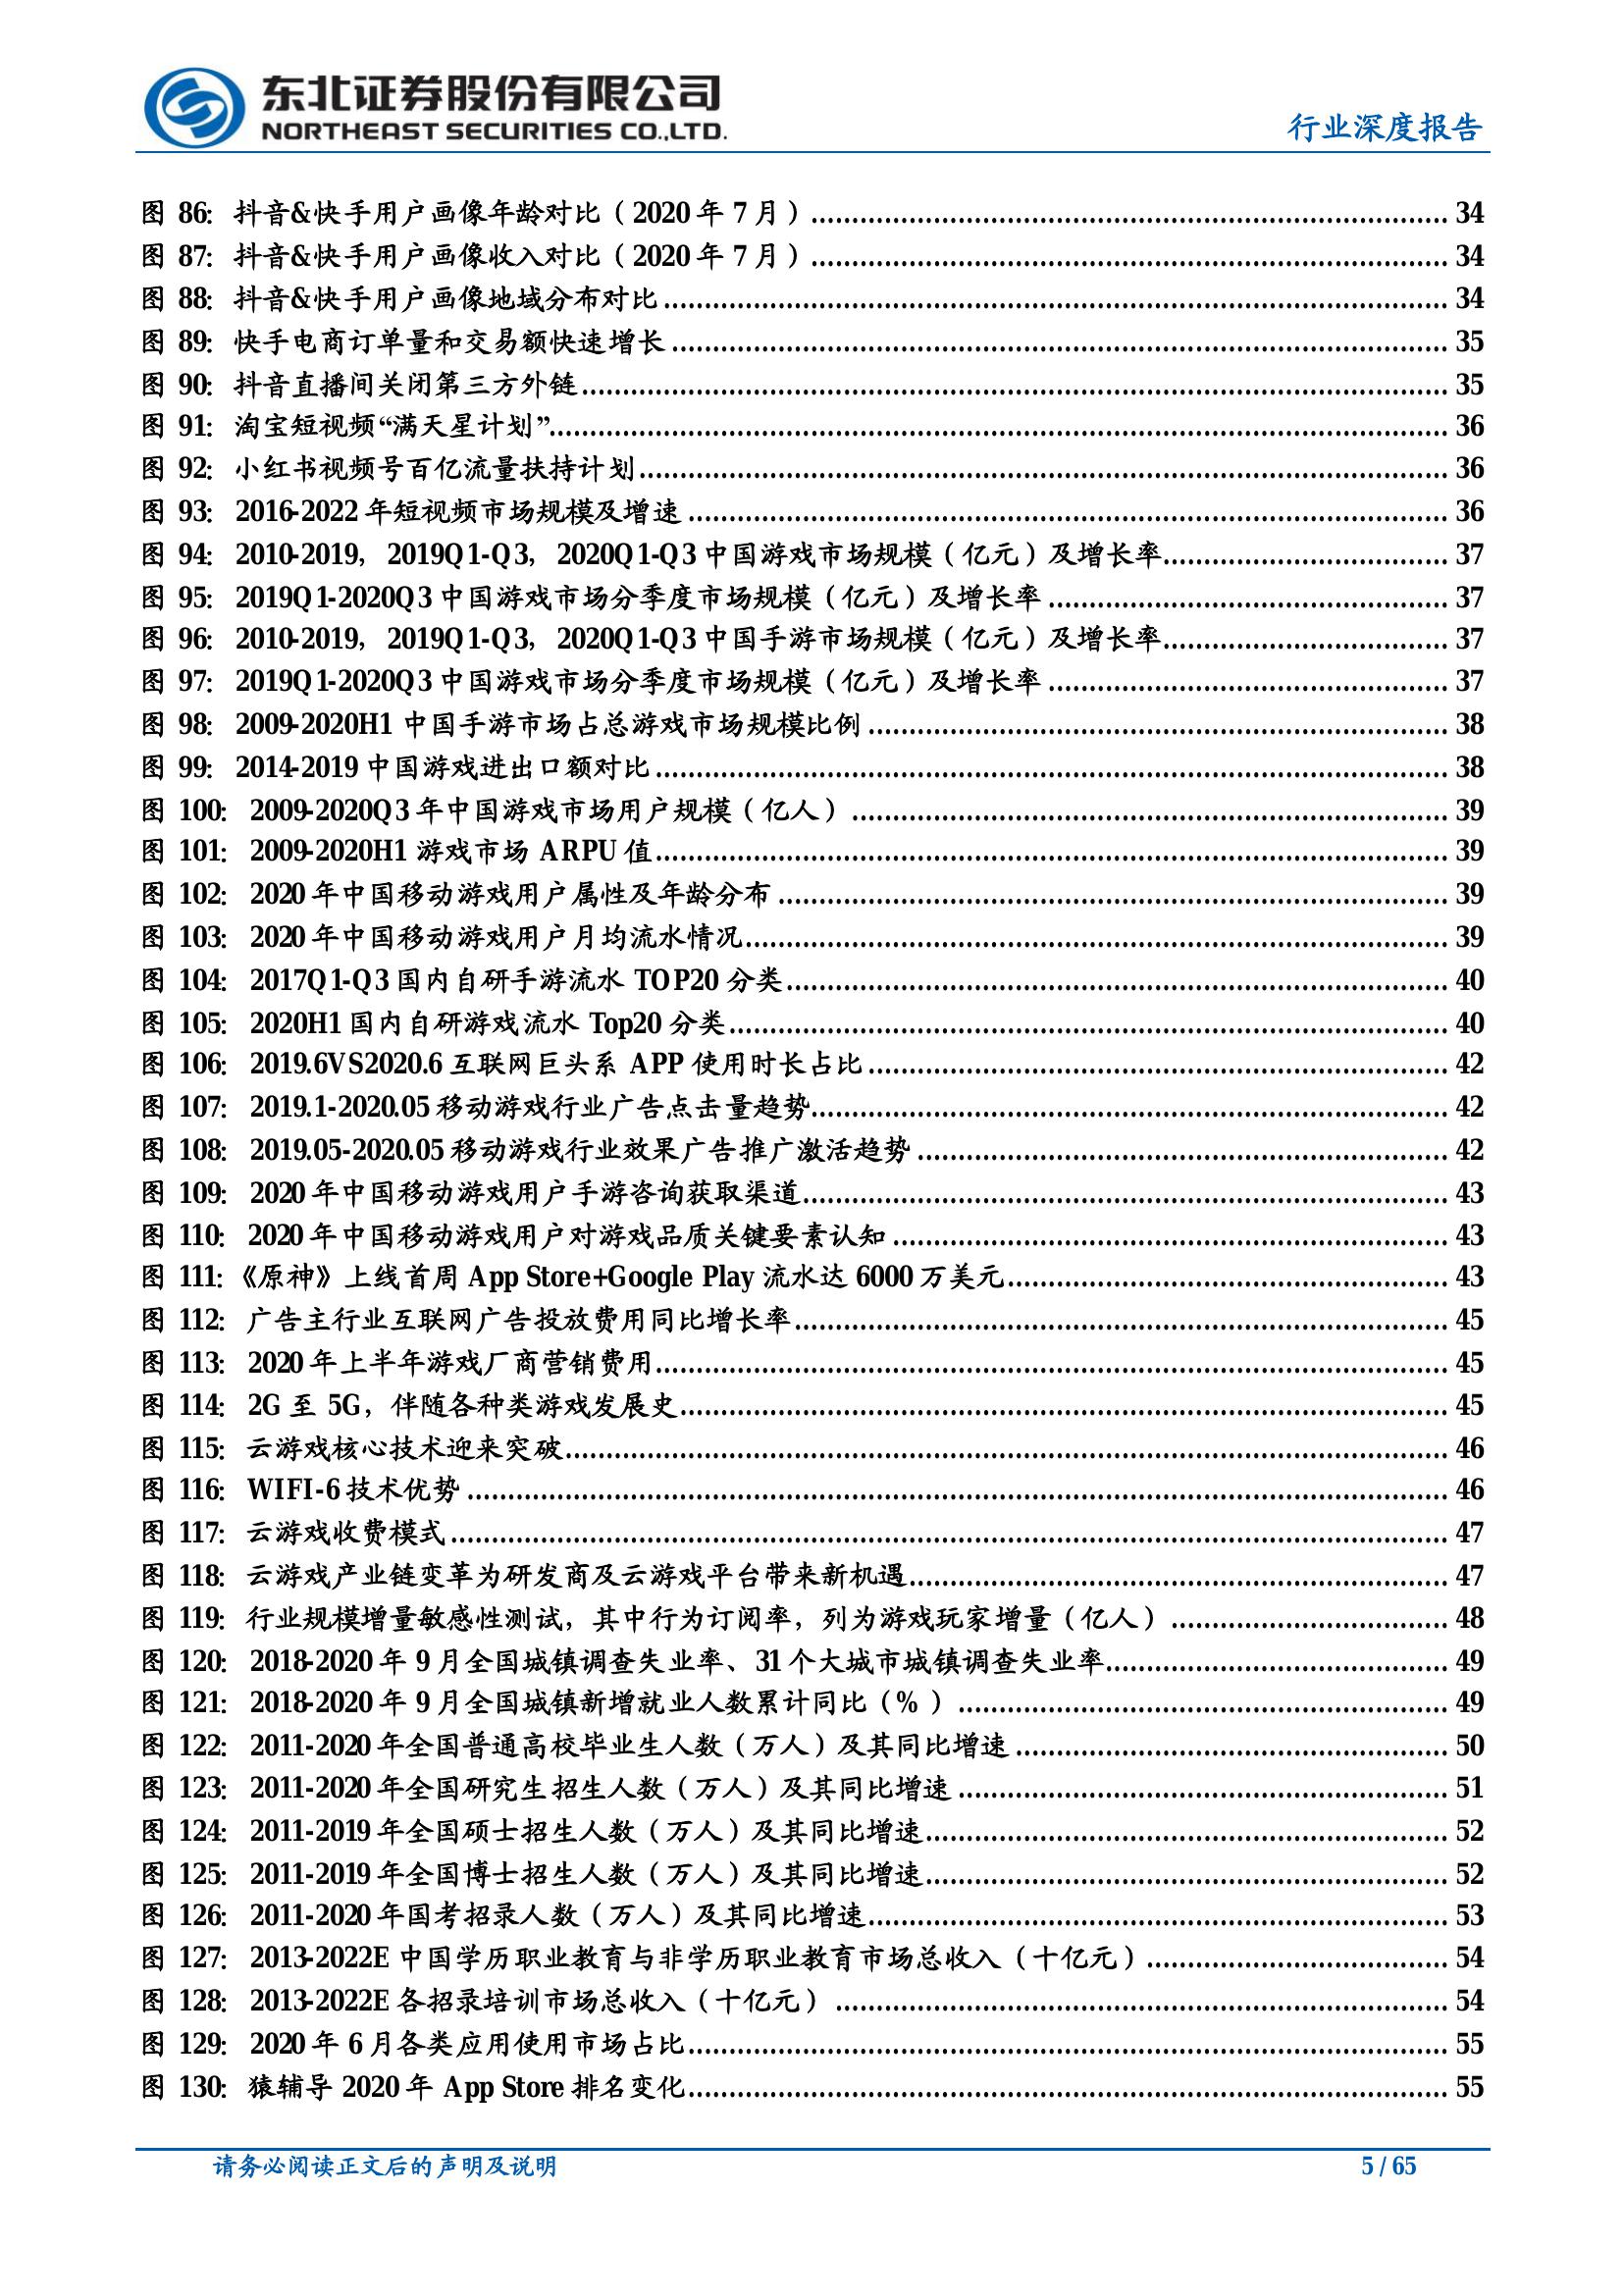 东北证券股份有限公司
NORTHEAST SECURITIES CO.,LTD.
行业深度报告
图 86: 抖音&快手用户画像年龄对比（2020 年 7 月）.......... 34
图 87: 抖音&快手用户画像收入对比（2020 年 7 月）.......... 34
图 88: 抖音&快手用户画像地域分布对比.......... 34
图 89: 快手电商订单量和交易额快速增长.......... 35
图 90: 抖音直播间关闭第三方外链.......... 35
图 91: 淘宝短视频“满天星计划”.......... 36
图 92: 小红书视频号百亿流量扶持计划.......... 36
图 93: 2016-2022 年短视频市场规模及增速.......... 36
图 94: 2010-2019，2019Q1-Q3，2020Q1-Q3 中国游戏市场规模（亿元）及增长率.......... 37
图 95: 2019Q1-2020Q3 中国游戏市场分季度市场规模（亿元）及增长率.......... 37
图 96: 2010-2019，2019Q1-Q3，2020Q1-Q3 中国手游市场规模（亿元）及增长率.......... 37
图 97: 2019Q1-2020Q3 中国游戏市场分季度市场规模（亿元）及增长率.......... 37
图 98: 2009-2020H1 中国手游市场占总游戏市场规模比例.......... 38
图 99: 2014-2019 中国游戏进出口额对比.......... 38
图 100: 2009-2020Q3 年中国游戏市场用户规模（亿人）.......... 39
图 101: 2009-2020H1 游戏市场 ARPU 值.......... 39
图 102: 2020 年中国移动游戏用户属性及年龄分布.......... 39
图 103: 2020 年中国移动游戏用户月均流水情况.......... 39
图 104: 2017Q1-Q3 国内自研手游流水 TOP20 分类.......... 40
图 105: 2020H1 国内自研游戏流水 Top20 分类.......... 40
图 106: 2019.6VS2020.6 互联网巨头系 APP 使用时长占比.......... 42
图 107: 2019.1-2020.05 移动游戏行业广告点击量趋势.......... 42
图 108: 2019.05-2020.05 移动游戏行业效果广告推广激活趋势.......... 42
图 109: 2020 年中国移动游戏用户手游咨询获取渠道.......... 43
图 110: 2020 年中国移动游戏用户对游戏品质关键要素认知.......... 43
图 111:《原神》上线首周 App Store+Google Play 流水达 6000 万美元.......... 43
图 112: 广告主行业互联网广告投放费用同比增长率.......... 45
图 113: 2020 年上半年游戏厂商营销费用.......... 45
图 114: 2G 至 5G，伴随各种类游戏发展史.......... 45
图 115: 云游戏核心技术迎来突破.......... 46
图 116: WIFI-6 技术优势.......... 46
图 117: 云游戏收费模式.......... 47
图 118: 云游戏产业链变革为研发商及云游戏平台带来新机遇.......... 47
图 119: 行业规模增量敏感性测试，其中行为订阅率，列为游戏玩家增量（亿人）.......... 48
图 120: 2018-2020 年 9 月全国城镇调查失业率、31 个大城市城镇调查失业率.......... 49
图 121: 2018-2020 年 9 月全国城镇新增就业人数累计同比（%）.......... 49
图 122: 2011-2020 年全国普通高校毕业生人数（万人）及其同比增速.......... 50
图 123: 2011-2020 年全国研究生招生人数（万人）及其同比增速.......... 51
图 124: 2011-2019 年全国硕士招生人数（万人）及其同比增速.......... 52
图 125: 2011-2019 年全国博士招生人数（万人）及其同比增速.......... 52
图 126: 2011-2020 年国考招录人数（万人）及其同比增速.......... 53
图 127: 2013-2022E 中国学历职业教育与非学历职业教育市场总收入（十亿元）.......... 54
图 128: 2013-2022E 各招录培训市场总收入（十亿元）.......... 54
图 129: 2020 年 6 月各类应用使用市场占比.......... 55
图 130: 猿辅导 2020 年 App Store 排名变化.......... 55
请务必阅读正文后的声明及说明
5 / 65